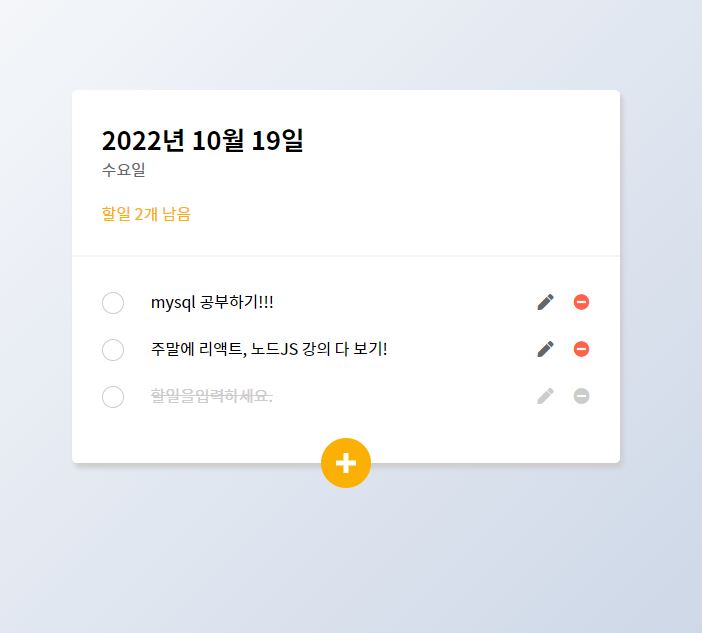 2022년 10월 19일
수요일
할일 2개 남음
mysql 공부하기!!!
주말에 리액트, 노드JS 강의 다 보기!
할일을입력하세요.